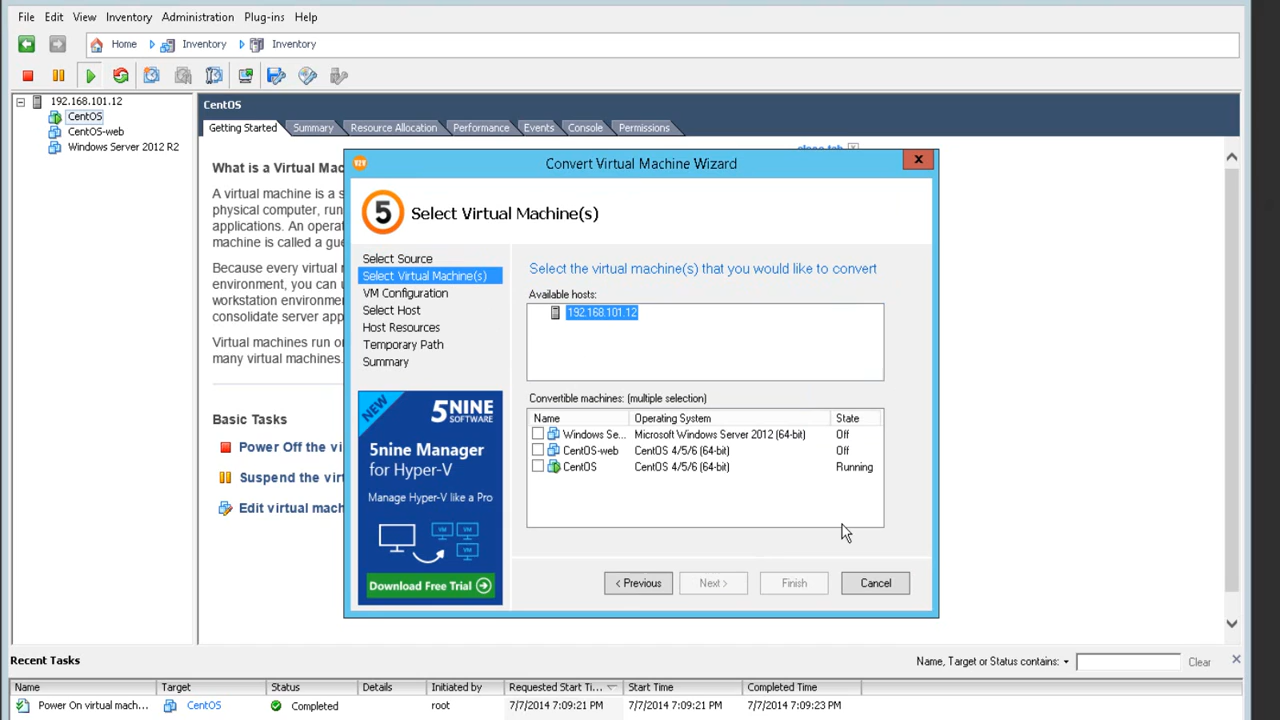 File Edit View Inventory Administration Plug-ins Help
Home Inventory Inventory
192.168.101.12
CentOS
CentOS-web
Windows Server 2012 R2
CentOS
Getting Started Summary Resource Allocation Performance Events Console Permissions
What is a Virtual Mac
A virtual machine is a s
physical computer, run
applications. An operat
machine is called a gue
Because every virtual r
environment, you can u
workstation environme
consolidate server app
Virtual machines run or
many virtual machines.
Basic Tasks
Power Off the vi
Suspend the virt
Edit virtual mach
V2V
Convert Virtual Machine Wizard
5 Select Virtual Machine(s)
Select Source
Select Virtual Machine(s)
VM Configuration
Select Host
Host Resources
Temporary Path
Summary
NEW
5NINE
SOFTWARE
5nine Manager
for Hyper-V
Manage Hyper-V like a Pro
VM VM
VM
Download Free Trial
Select the virtual machine(s) that you would like to convert
Available hosts:
192.168.101.12
Convertible machines: (multiple selection)
Name Operating System State
Windows Se... Microsoft Windows Server 2012 (64-bit) Off
CentOS-web CentOS 4/5/6 (64-bit) Off
CentOS CentOS 4/5/6 (64-bit) Running
< Previous Next > Finish Cancel
Recent Tasks
Name, Target or Status contains: Clear
Name Target Status Details Initiated by Requested Start Ti... Start Time Completed Time
Power On virtual mach... CentOS Completed root 7/7/2014 7:09:21 PM 7/7/2014 7:09:21 PM 7/7/2014 7:09:23 PM